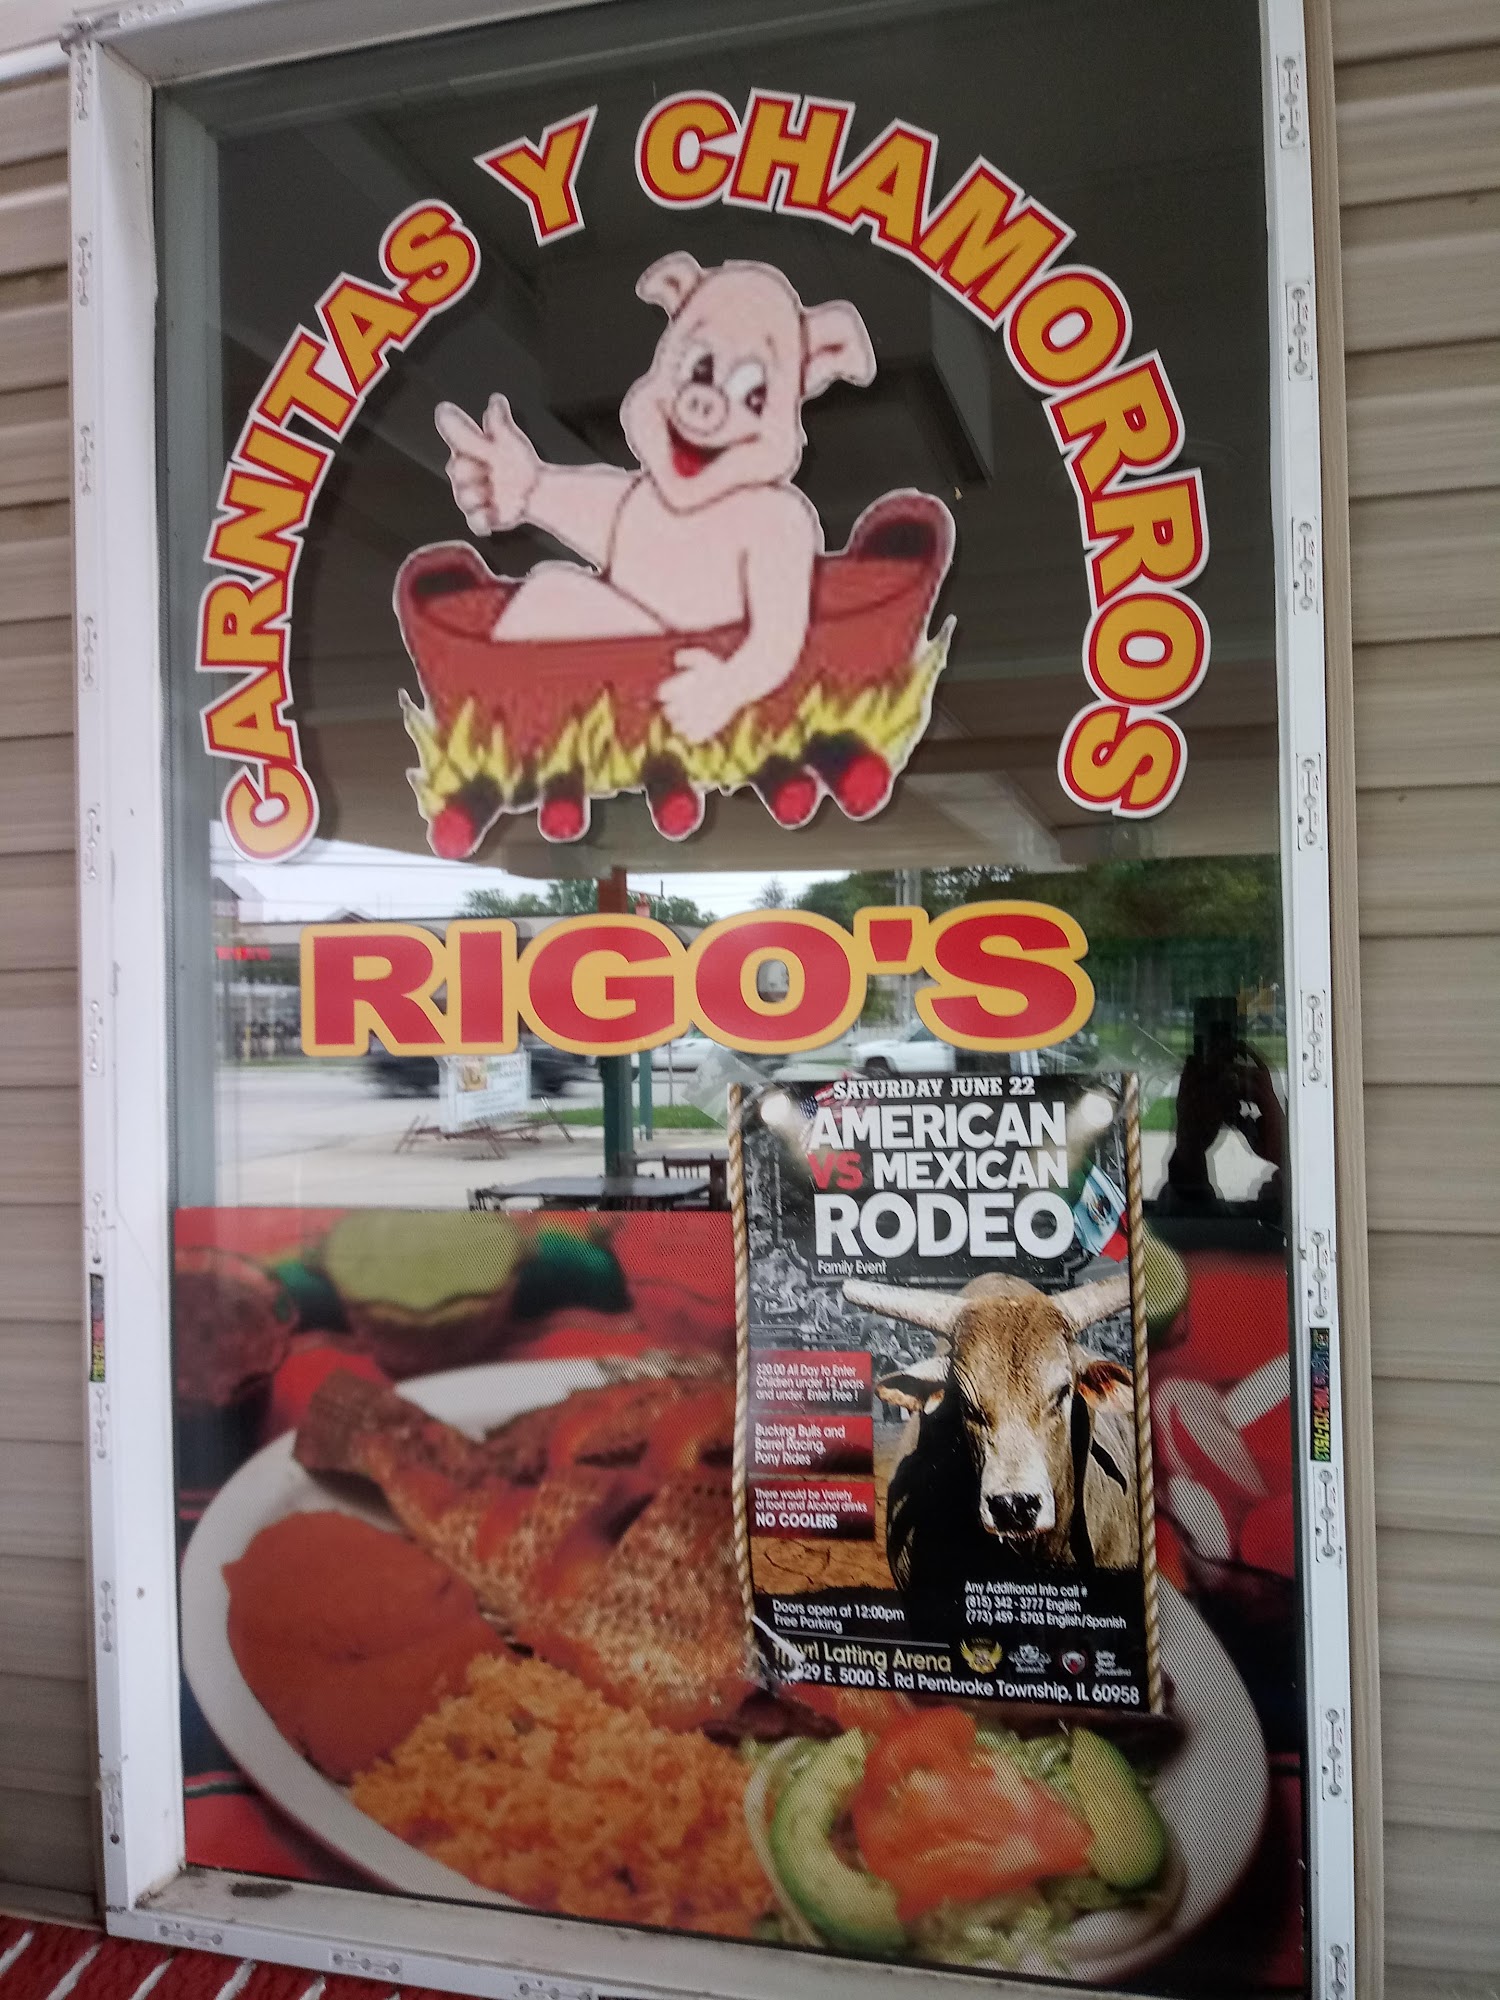 CARNITAS Y CHAMORROS
RIGO'S
SATURDAY JUNE 22
AMERICAN
VS MEXICAN
RODEO
Family Event
$20.00 All Day to Enter
Children under 12 years
and under. Enter Free !
Bucking Bulls and
Barrel Racing,
Pony Rides
There would be Variety
of food and Alcohol drinks
NO COOLERS
Any Additional Info call #
(815) 342 - 3777 English
(773) 459 - 5703 English/Spanish
Doors open at 12:00pm
Free Parking
Latting Arena
29 E. 5000 S. Rd Pembroke Township, IL 60958